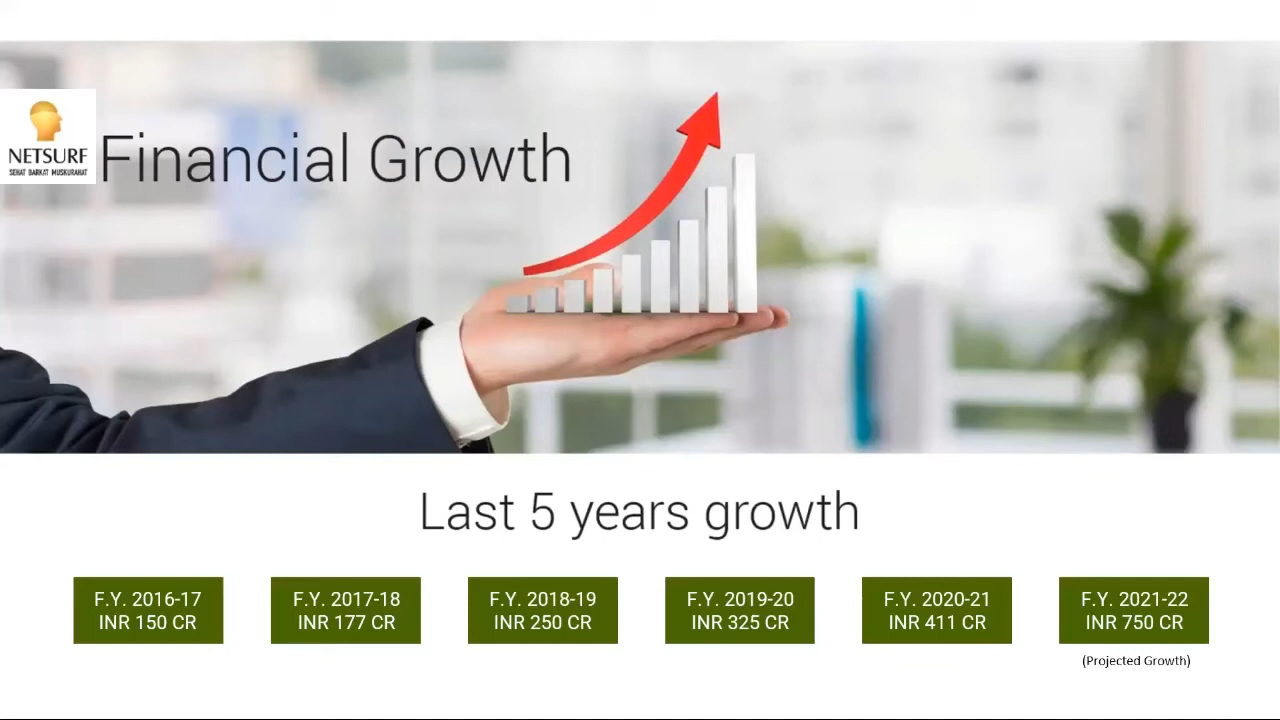 NETSURF
SEHAT BARKAT MUSKURAHAT
Financial Growth
Last 5 years growth
F.Y. 2016-17
INR 150 CR
F.Y. 2017-18
INR 177 CR
F.Y. 2018-19
INR 250 CR
F.Y. 2019-20
INR 325 CR
F.Y. 2020-21
INR 411 CR
F.Y. 2021-22
INR 750 CR
(Projected Growth)